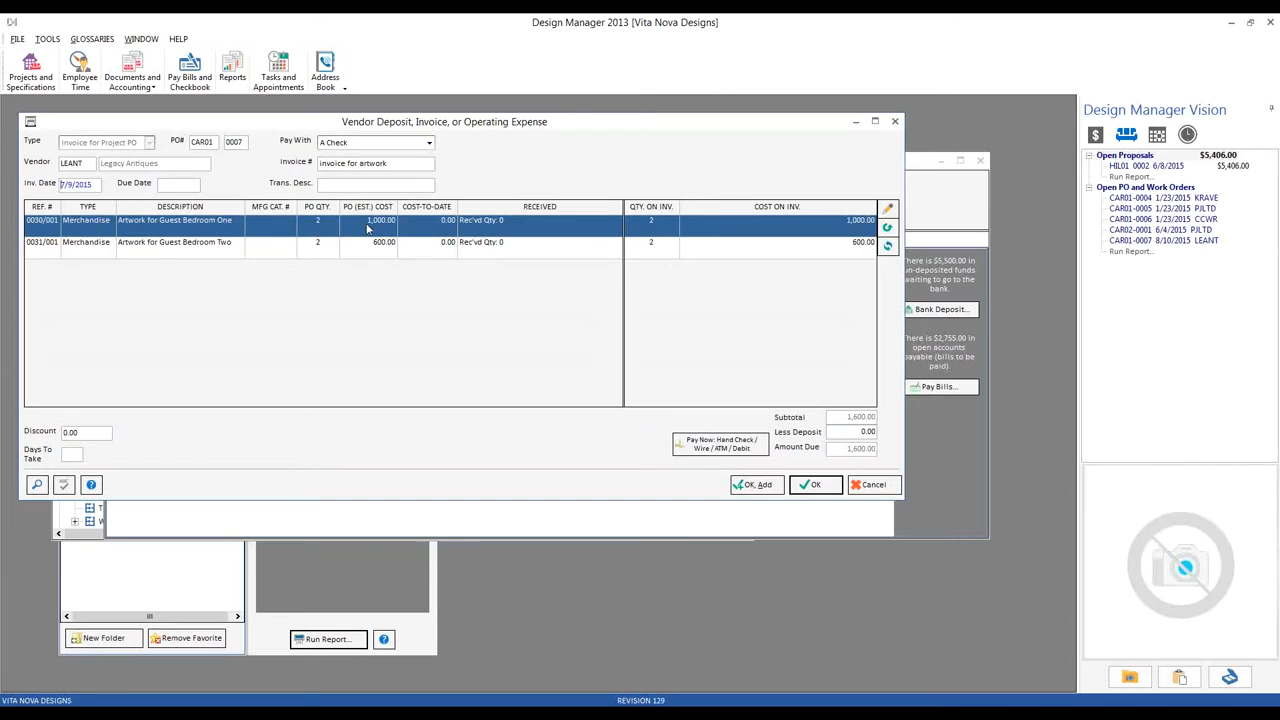 Design Manager 2013 [Vita Nova Designs]
FILE TOOLS GLOSSARIES WINDOW HELP
Projects and Specifications
Employee Time
Documents and Accounting
Pay Bills and Checkbook
Reports
Tasks and Appointments
Address Book
Vendor Deposit, Invoice, or Operating Expense
Type Invoice for Project PO PO# CAR01 0007 Pay With A Check
Vendor LEANT Legacy Antiques Invoice # invoice for artwork
Inv. Date 7/9/2015 Due Date Trans. Desc.
REF. # TYPE DESCRIPTION MFG CAT. # PO QTY. PO (EST.) COST COST-TO-DATE RECEIVED QTY. ON INV. COST ON INV.
0030/001 Merchandise Artwork for Guest Bedroom One 2 1,000.00 0.00 Rec'vd Qty: 0 2 1,000.00
0031/001 Merchandise Artwork for Guest Bedroom Two 2 600.00 0.00 Rec'vd Qty: 0 2 600.00
Discount 0.00
Days To
Take
Pay Now: Hand Check /
Wire / ATM / Debit
Subtotal 1,600.00
Less Deposit 0.00
Amount Due 1,600.00
OK, Add OK Cancel
There is $5,500.00 in
un-deposited funds
waiting to go to the
bank.
Bank Deposit...
There is $2,755.00 in
open accounts
payable (bills to be
paid).
Pay Bills...
New Folder Remove Favorite
Run Report...
Design Manager Vision
Open Proposals $5,406.00
HIL01 0002 6/8/2015 $5,406.00
Run Report...
Open PO and Work Orders
CAR01-0004 1/23/2015 KRAVE
CAR01-0005 1/23/2015 PJLTD
CAR01-0006 1/23/2015 CCWR
CAR02-0001 6/4/2015 PJLTD
CAR01-0007 8/10/2015 LEANT
Run Report...
VITA NOVA DESIGNS REVISION 129